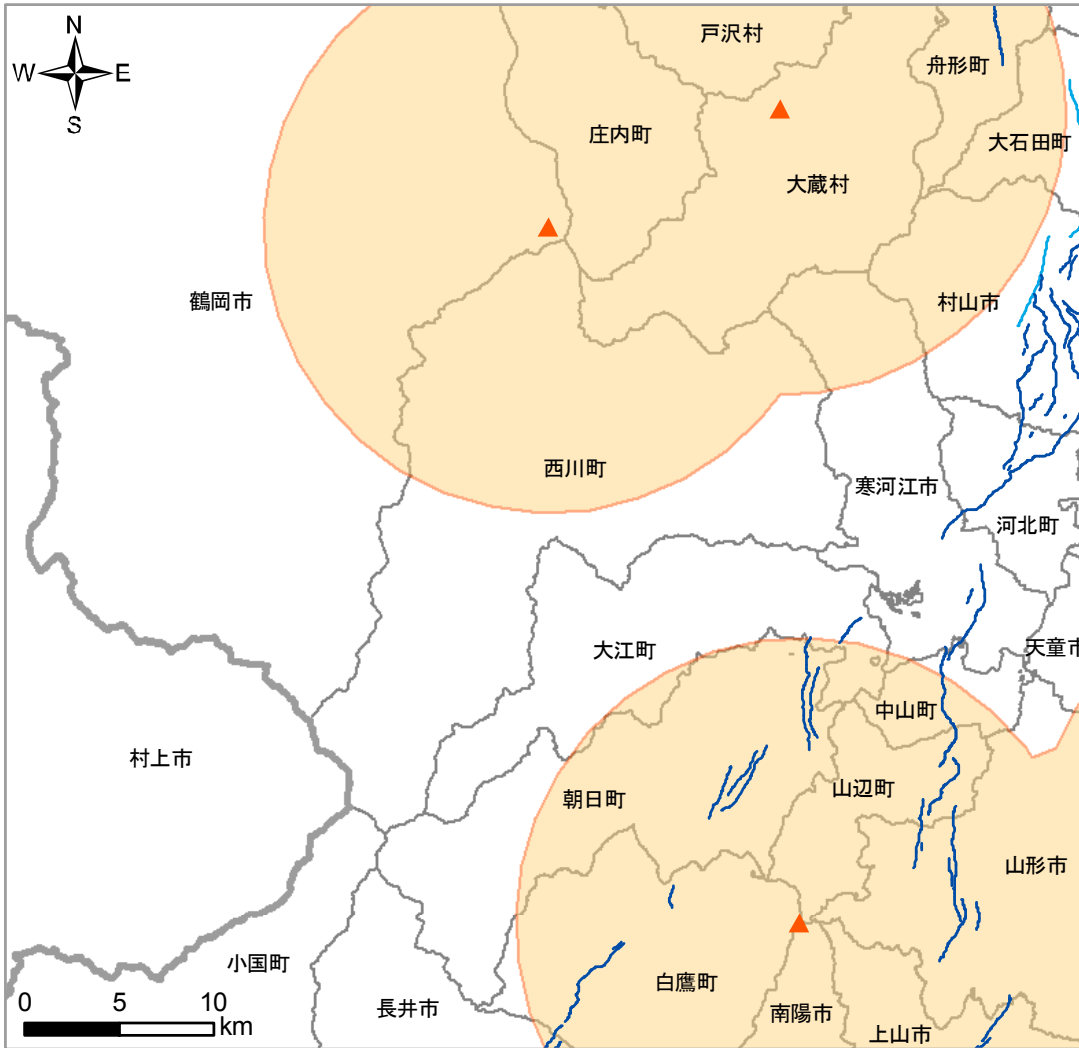 N
戸沢村
舟形町
W
E
S
庄内町
大石田町
大蔵村
鶴岡市
村山市
西川町
寒河江市
河北町
大江町
天童市
中山町
村上市
山辺町
朝日町
山形市
小国町
白鷹町
長井市
南陽市
上山市
0 5 10
km